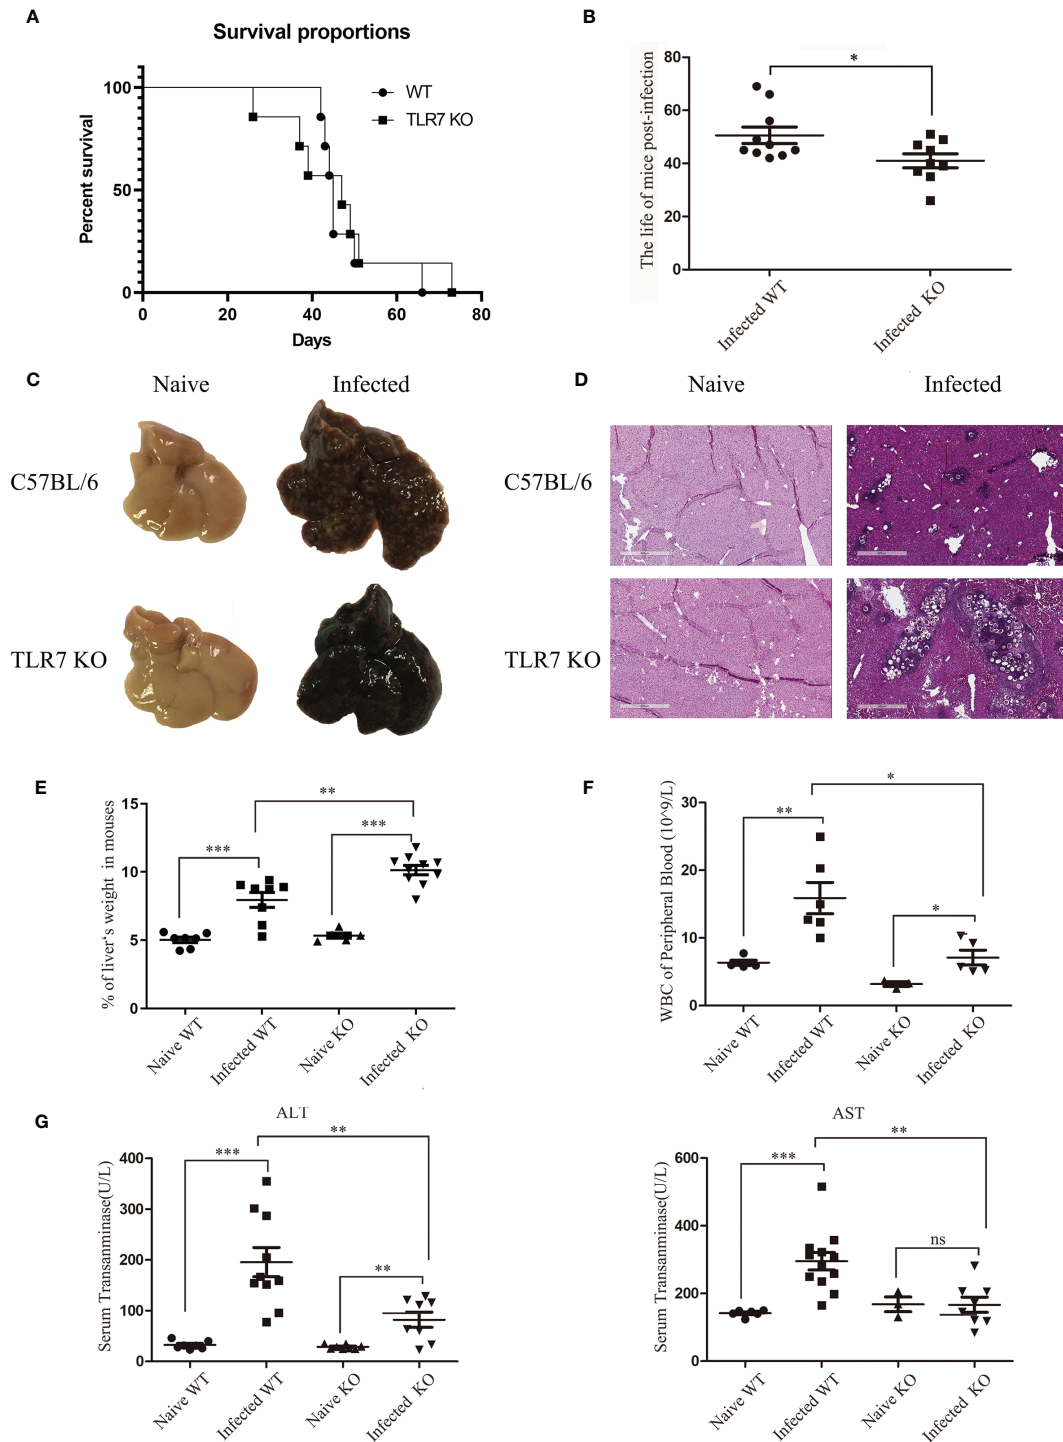 A
Survival proportions
Percent survival
100
50
0
0 20 40 60 80
Days
WT
TLR7 KO
B
The life of mice post-infection
80
60
40
20
0
*
Infected WT
Infected KO
C
Naive Infected
C57BL/6
TLR7 KO
D
Naive Infected
C57BL/6
TLR7 KO
E
% of liver's weight in mouses
15
10
5
0
**
***
***
Naive WT
Infected WT
Naive KO
Infected KO
F
WBC of Peripheral Blood (10^9/L)
30
20
10
0
*
**
*
Naive WT
Infected WT
Naive KO
Infected KO
G
ALT
Serum Transanminase(U/L)
400
300
200
100
0
**
***
**
Naive WT
Infected WT
Naive KO
Infected KO
AST
Serum Transanminase(U/L)
600
400
200
0
**
***
ns
Naive WT
Infected WT
Naive KO
Infected KO